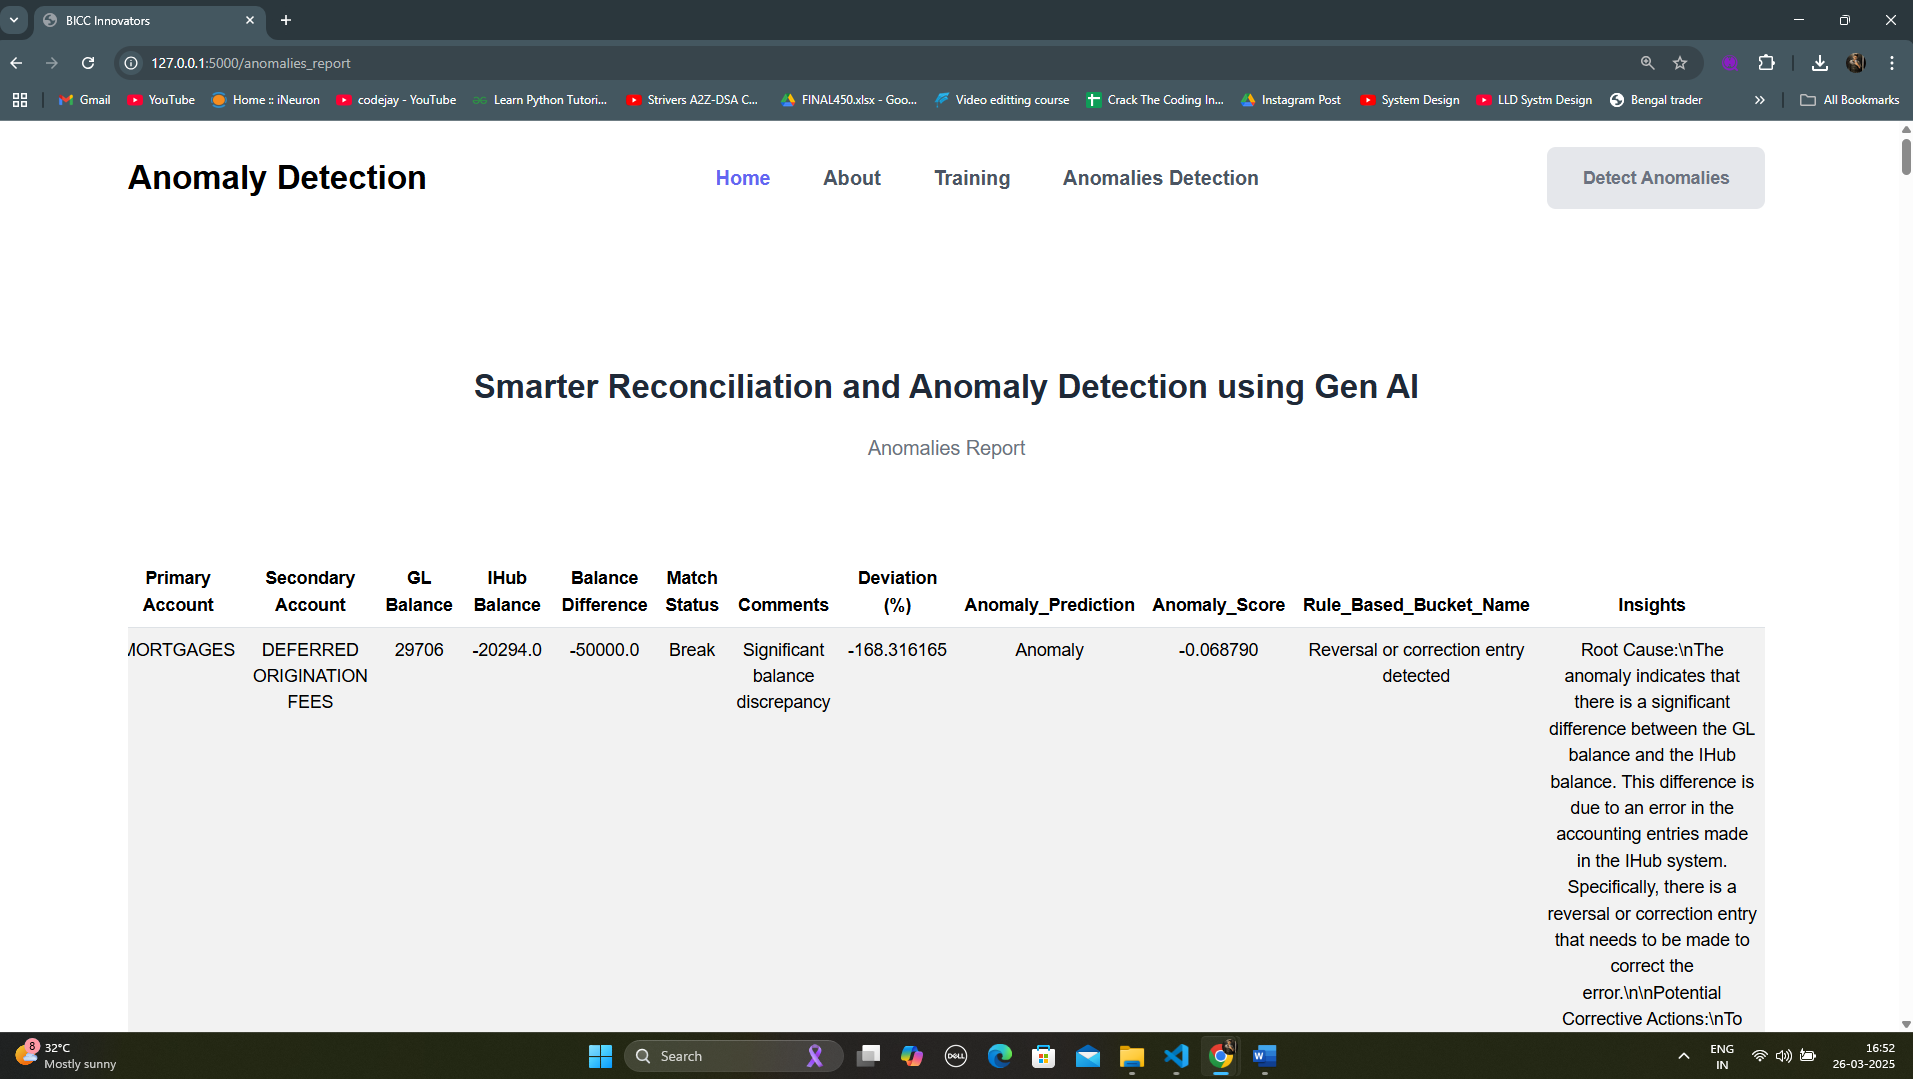 BICC Innovators
127.0.0.1:5000/anomalies_report
Gmail
YouTube
Home :: iNeuron
codejay - YouTube
Learn Python Tutori...
Strivers A2Z-DSA C...
FINAL450.xlsx - Goo...
Video editting course
Crack The Coding In...
Instagram Post
System Design
LLD Systm Design
Bengal trader
»
All Bookmarks
Anomaly Detection
Home
About
Training
Anomalies Detection
Detect Anomalies
Smarter Reconciliation and Anomaly Detection using Gen AI
Anomalies Report
Primary
Account
Secondary
Account
GL
Balance
IHub
Balance
Balance
Difference
Match
Status
Comments
Deviation
(%)
Anomaly_Prediction
Anomaly_Score
Rule_Based_Bucket_Name
Insights
MORTGAGES
DEFERRED
ORIGINATION
FEES
29706
-20294.0
-50000.0
Break
Significant
balance
discrepancy
-168.316165
Anomaly
-0.068790
Reversal or correction entry
detected
Root Cause:\nThe
anomaly indicates that
there is a significant
difference between the GL
balance and the IHub
balance. This difference is
due to an error in the
accounting entries made
in the IHub system.
Specifically, there is a
reversal or correction entry
that needs to be made to
correct the
error.\n\nPotential
Corrective Actions:\nTo
8
32°C
Mostly sunny
Search
DELL
W
ENG
IN
16:52
26-03-2025